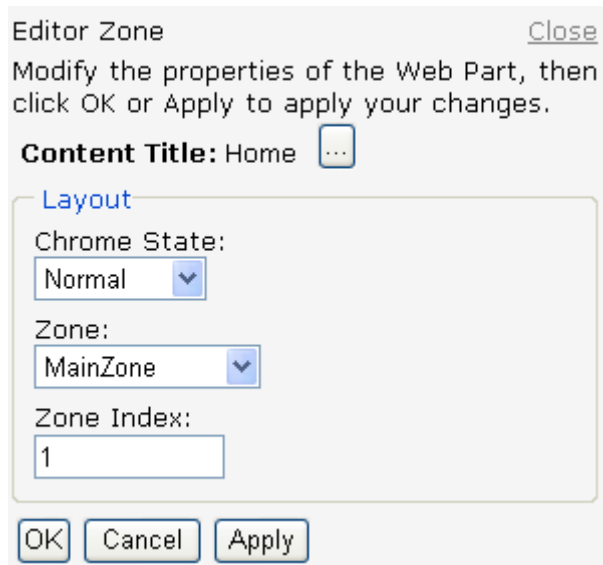 Editor Zone Close
Modify the properties of the Web Part, then
click OK or Apply to apply your changes.
Content Title: Home ...
Layout
Chrome State:
Normal
Zone:
MainZone
Zone Index:
1
OK Cancel Apply